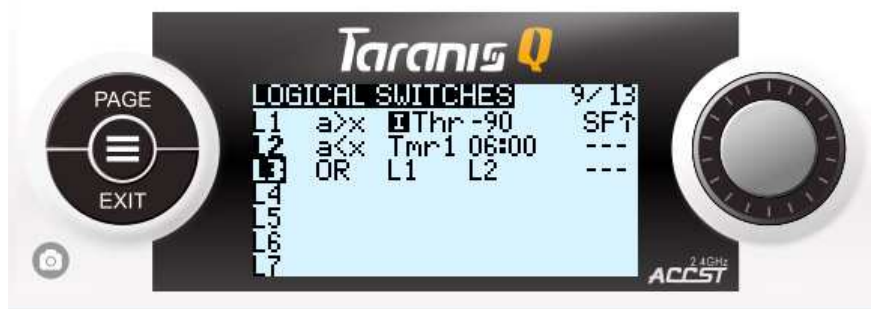 Taranis Q
PAGE
EXIT
LOGICAL SWITCHES 9/13
L1 a>x IThr -90 SF↑
L2 a<x Tmr1 06:00 ---
L3 OR L1 L2 ---
L4
L5
L6
L7
2.4GHz
ACCST